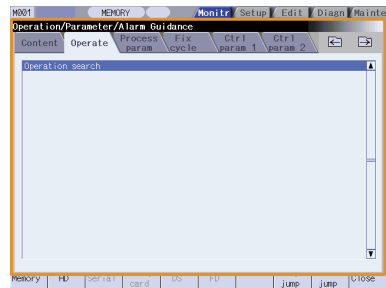 M001 MEMORY Monitr Setup Edit Diagn Mainte
Operation/Parameter/Alarm Guidance
Content Operate Process param Fix cycle Ctrl param 1 Ctrl param 2
Operation search
Memory HD Serial card DS FD jump jump Close